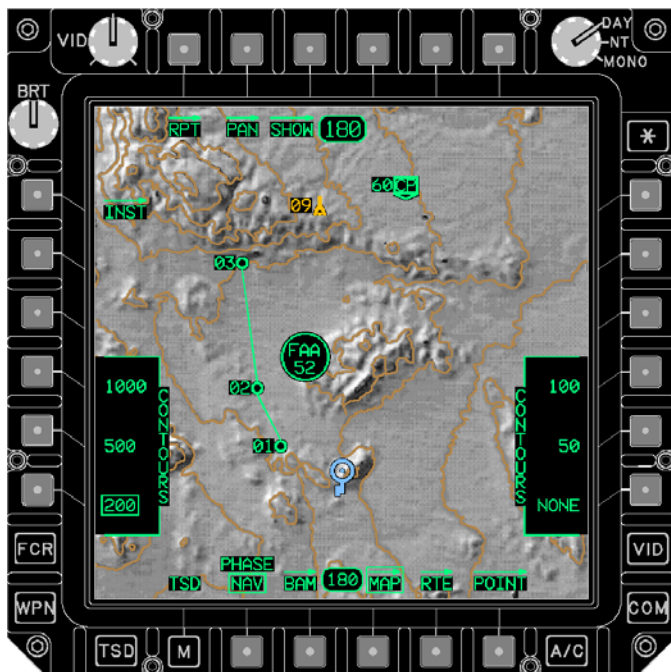 VID
DAY
NT
MONO
BRT
RPT PAN SHOW 180
*
60 CP
09
INST
03
FAA
52
1000
02
100
CONTOURS
CONTOURS
500
01
50
200
NONE
FCR
VID
PHASE
TSD NAV BAM 180 MAP RTE POINT
WPN
COM
TSD
M
A/C